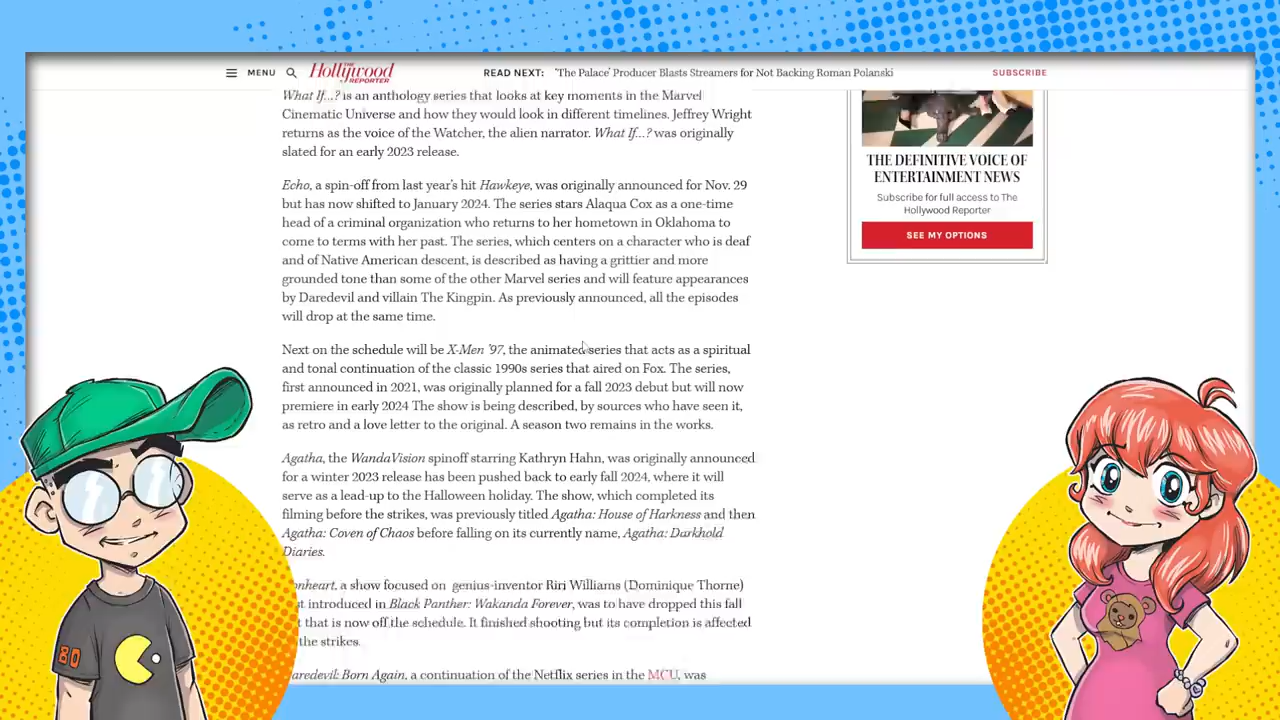 MENU
THE
Hollywood
REPORTER
READ NEXT: 'The Palace' Producer Blasts Streamers for Not Backing Roman Polanski
SUBSCRIBE
What If...? is an anthology series that looks at key moments in the Marvel
Cinematic Universe and how they would look in different timelines. Jeffrey Wright
returns as the voice of the Watcher, the alien narrator. What If...? was originally
slated for an early 2023 release.
Echo, a spin-off from last year's hit Hawkeye, was originally announced for Nov. 29
but has now shifted to January 2024. The series stars Alaqua Cox as a one-time
head of a criminal organization who returns to her hometown in Oklahoma to
come to terms with her past. The series, which centers on a character who is deaf
and of Native American descent, is described as having a grittier and more
grounded tone than some of the other Marvel series and will feature appearances
by Daredevil and villain The Kingpin. As previously announced, all the episodes
will drop at the same time.
Next on the schedule will be X-Men '97, the animated series that acts as a spiritual
and tonal continuation of the classic 1990s series that aired on Fox. The series,
first announced in 2021, was originally planned for a fall 2023 debut but will now
premiere in early 2024 The show is being described, by sources who have seen it,
as retro and a love letter to the original. A season two remains in the works.
Agatha, the WandaVision spinoff starring Kathryn Hahn, was originally announced
for a winter 2023 release has been pushed back to early fall 2024, where it will
serve as a lead-up to the Halloween holiday. The show, which completed its
filming before the strikes, was previously titled Agatha: House of Harkness and then
Agatha: Coven of Chaos before falling on its currently name, Agatha: Darkhold
Diaries.
onheart, a show focused on genius-inventor Riri Williams (Dominique Thorne)
t introduced in Black Panther: Wakanda Forever, was to have dropped this fall
t that is now off the schedule. It finished shooting but its completion is affected
the strikes.
aredevil: Born Again, a continuation of the Netflix series in the MCU, was
THE DEFINITIVE VOICE OF
ENTERTAINMENT NEWS
Subscribe for full access to The
Hollywood Reporter
SEE MY OPTIONS
80